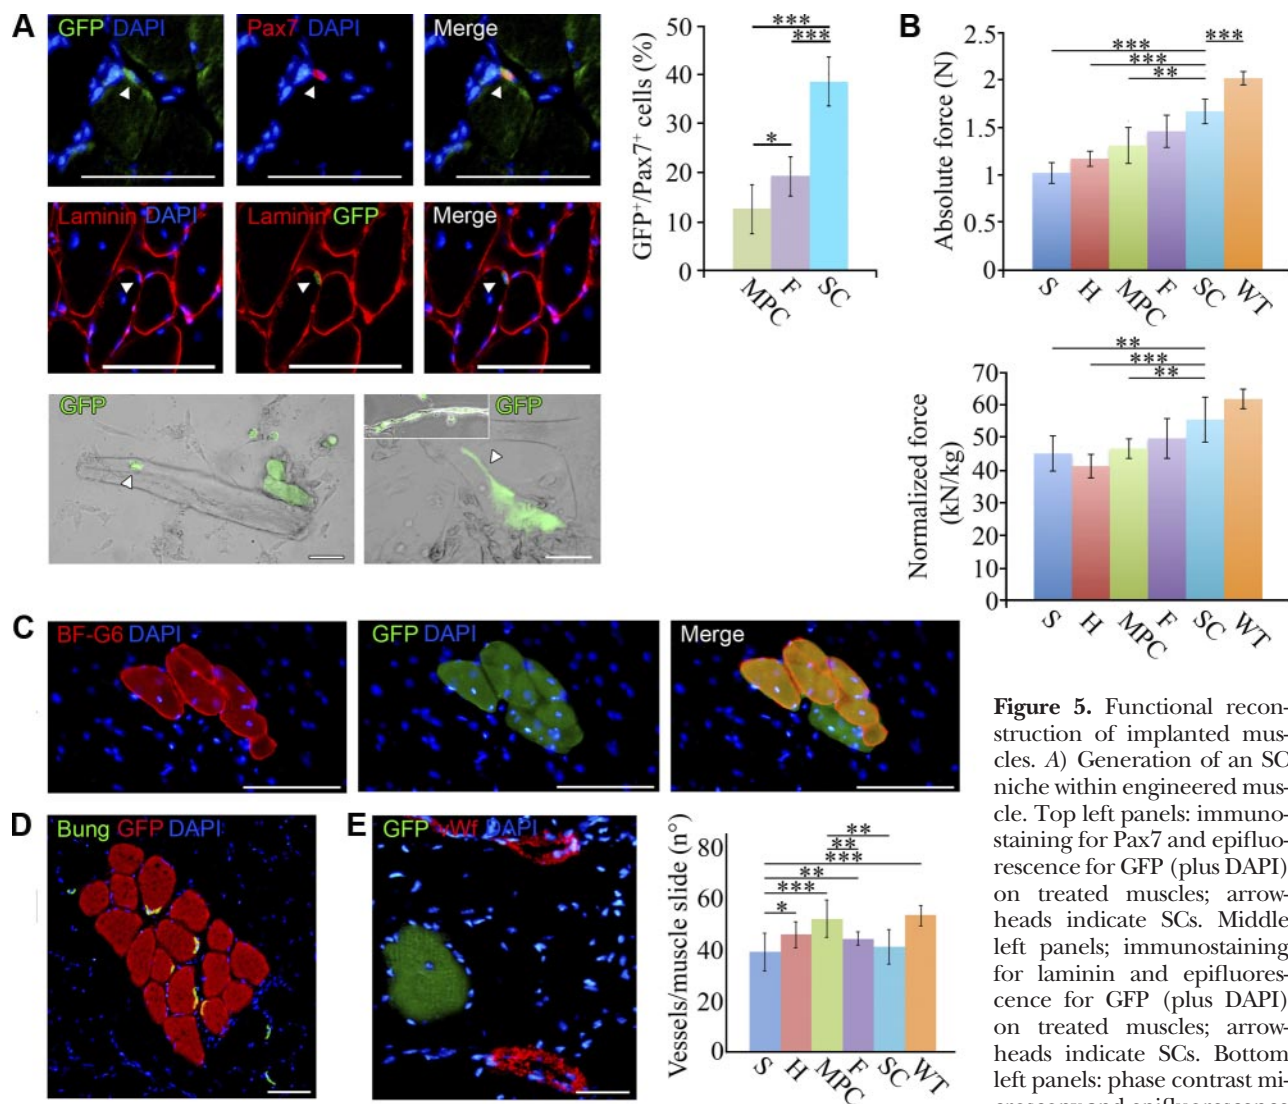 A
GFP DAPI
Pax7 DAPI
Merge
Laminin DAPI
Laminin GFP
Merge
GFP
GFP
GFP+/Pax7+ cells (%)
50
40
30
20
10
0
***
***
*
MPC
F
SC
B
Absolute force (N)
2.5
2
1.5
1
0.5
0
***
***
***
**
S
H
MPC
F
SC
WT
Normalized force
(kN/kg)
70
60
50
40
30
20
10
0
**
***
**
S
H
MPC
F
SC
WT
C
BF-G6 DAPI
GFP DAPI
Merge
D
Bung GFP DAPI
E
GFP vWf DAPI
Vessels/muscle slide (n°)
80
60
40
20
0
**
**
***
**
***
*
S
H
MPC
F
SC
WT
Figure 5. Functional recon-
struction of implanted mus-
cles. A) Generation of an SC
niche within engineered mus-
cle. Top left panels: immuno-
staining for Pax7 and epifluo-
rescence for GFP (plus DAPI)
on treated muscles; arrow-
heads indicate SCs. Middle
left panels; immunostaining
for laminin and epifluores-
cence for GFP (plus DAPI)
on treated muscles; arrow-
heads indicate SCs. Bottom
left panels: phase contrast mi-